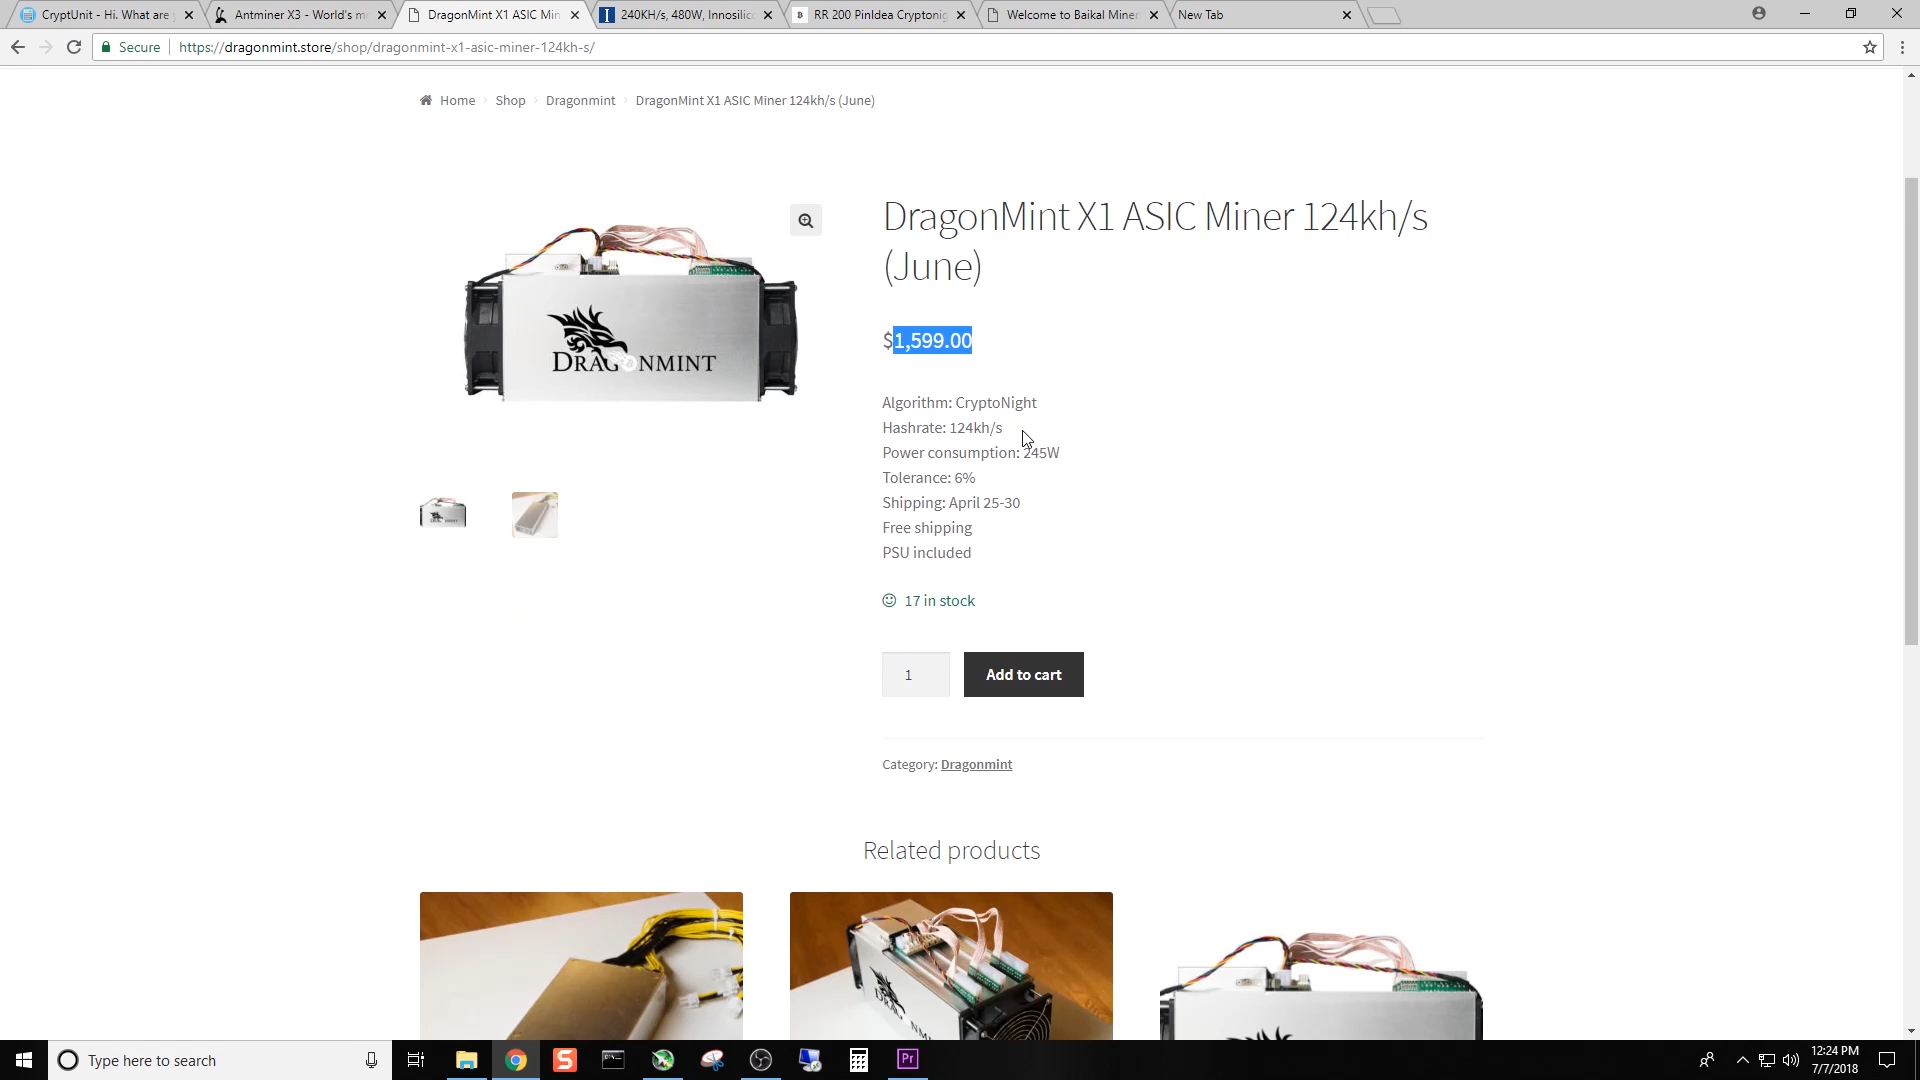 CryptUnit - Hi. What are
Antminer X3 - World's m
DragonMint X1 ASIC Min
240KH/s, 480W, Innosilic
RR 200 PinIdea Cryptonig
Welcome to Baikal Miner
New Tab
Secure
https://dragonmint.store/shop/dragonmint-x1-asic-miner-124kh-s/
Home
Shop
Dragonmint
DragonMint X1 ASIC Miner 124kh/s (June)
DragonMint X1 ASIC Miner 124kh/s
(June)
$1,599.00
DRAGONMINT
Algorithm: CryptoNight
Hashrate: 124kh/s
Power consumption: 245W
Tolerance: 6%
Shipping: April 25-30
Free shipping
PSU included
17 in stock
1
Add to cart
Category: Dragonmint
Related products
Type here to search
S
Pr
12:24 PM
7/7/2018